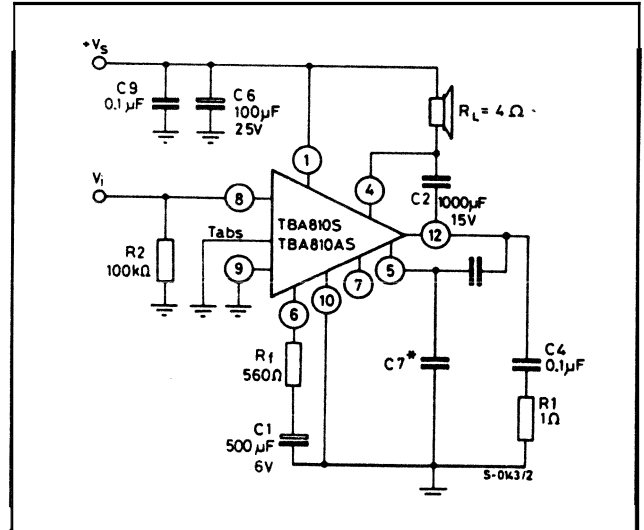 +Vs
C9
0.1µF
C6
100µF
25V
RL = 4Ω
1
4
C2
1000µF
15V
Vi
8
TBA810S
TBA810AS
12
Tabs
R2
100kΩ
9
6
10
7
5
C7*
C4
0.1µF
Rf
560Ω
R1
1Ω
C1
500µF
6V
S-0143/2